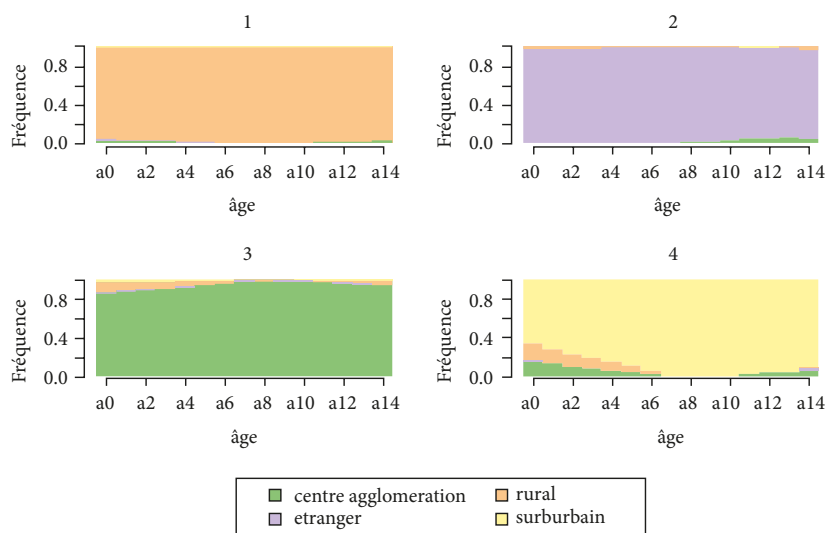 1
2
Fréquence
0.8
0.4
0.0
a0 a2 a4 a6 a8 a10 a12 a14
âge
Fréquence
0.8
0.4
0.0
a0 a2 a4 a6 a8 a10 a12 a14
âge
3
4
Fréquence
0.8
0.4
0.0
a0 a2 a4 a6 a8 a10 a12 a14
âge
Fréquence
0.8
0.4
0.0
a0 a2 a4 a6 a8 a10 a12 a14
âge
centre agglomeration
rural
etranger
surburbain